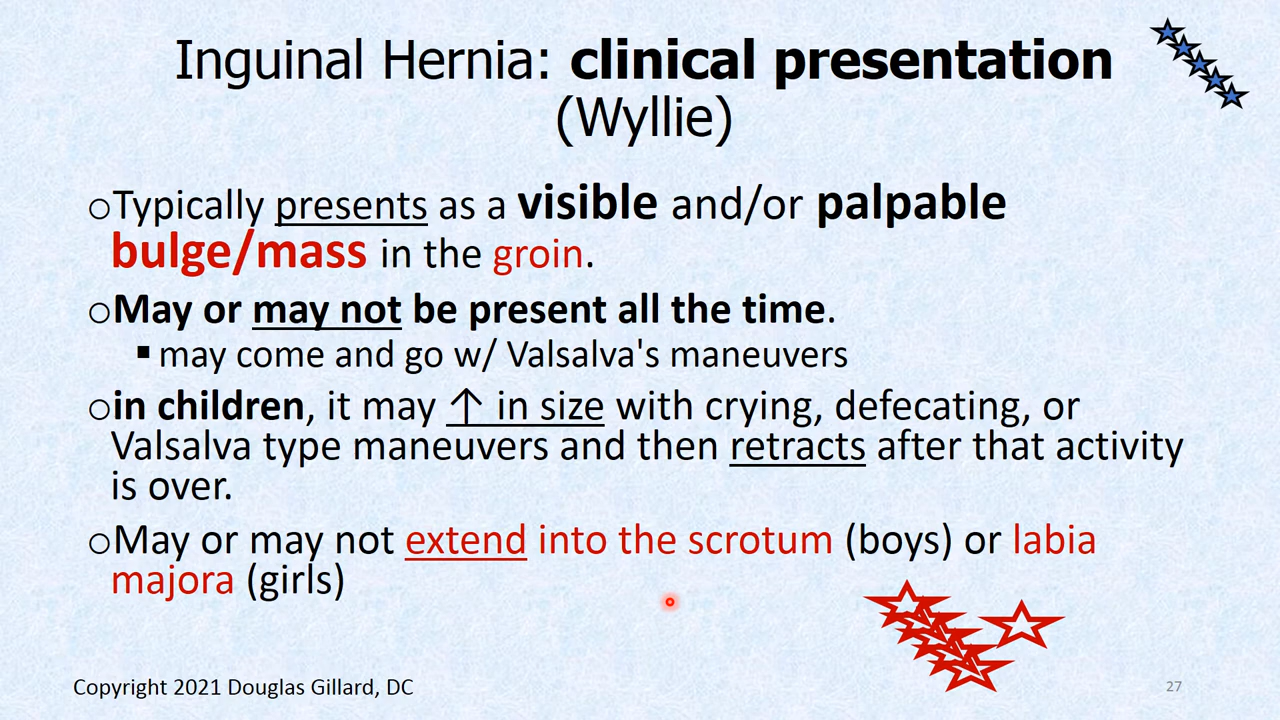 Inguinal Hernia: clinical presentation
(Wyllie)
○Typically presents as a visible and/or palpable
bulge/mass in the groin.
○May or may not be present all the time.
▪may come and go w/ Valsalva's maneuvers
○in children, it may ↑ in size with crying, defecating, or
Valsalva type maneuvers and then retracts after that activity
is over.
○May or may not extend into the scrotum (boys) or labia
majora (girls)
Copyright 2021 Douglas Gillard, DC
27